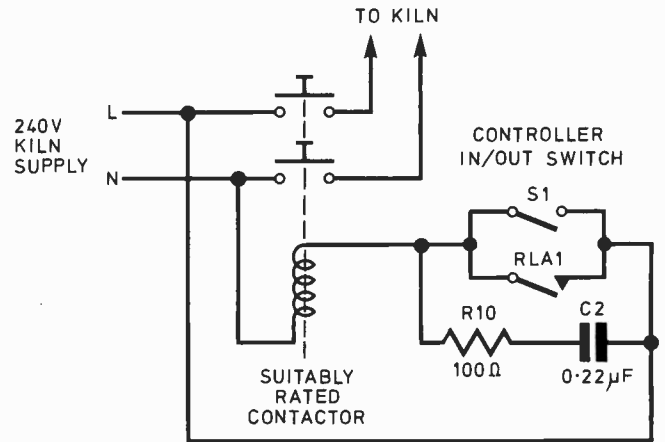 TO KILN
L
240V
KILN
SUPPLY
N
CONTROLLER
IN/OUT SWITCH
S1
RLA1
R10
100Ω
C2
0·22µF
SUITABLY
RATED
CONTACTOR